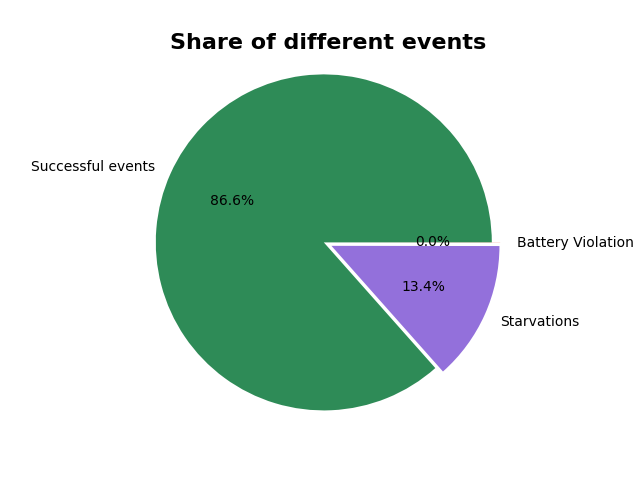 Share of different events
Successful events
86.6%
0.0%
Battery Violation
13.4%
Starvations